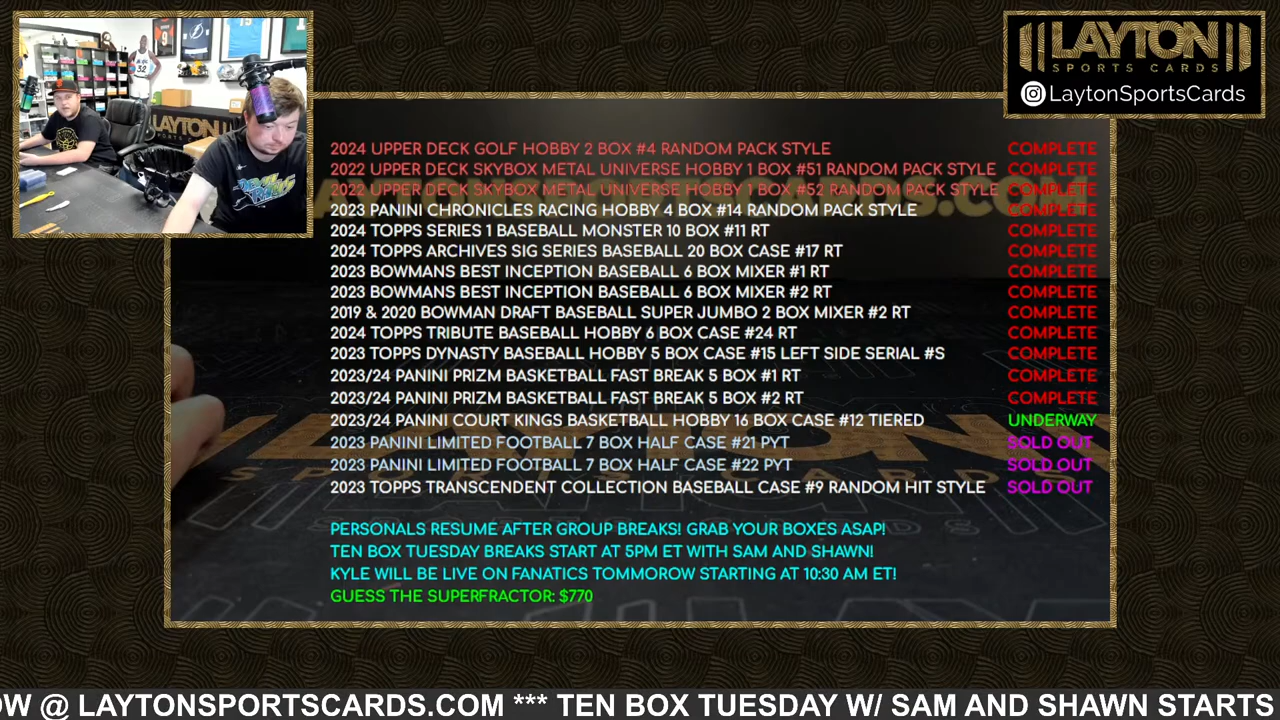 LAYTON
SPORTS CARDS
LaytonSportsCards
32
LAYTON
2024 UPPER DECK GOLF HOBBY 2 BOX #4 RANDOM PACK STYLE COMPLETE
2022 UPPER DECK SKYBOX METAL UNIVERSE HOBBY 1 BOX #51 RANDOM PACK STYLE COMPLETE
2022 UPPER DECK SKYBOX METAL UNIVERSE HOBBY 1 BOX #52 RANDOM PACK STYLE COMPLETE
2023 PANINI CHRONICLES RACING HOBBY 4 BOX #14 RANDOM PACK STYLE COMPLETE
2024 TOPPS SERIES 1 BASEBALL MONSTER 10 BOX #11 RT COMPLETE
2024 TOPPS ARCHIVES SIG SERIES BASEBALL 20 BOX CASE #17 RT COMPLETE
2023 BOWMANS BEST INCEPTION BASEBALL 6 BOX MIXER #1 RT COMPLETE
2023 BOWMANS BEST INCEPTION BASEBALL 6 BOX MIXER #2 RT COMPLETE
2019 & 2020 BOWMAN DRAFT BASEBALL SUPER JUMBO 2 BOX MIXER #2 RT COMPLETE
2024 TOPPS TRIBUTE BASEBALL HOBBY 6 BOX CASE #24 RT COMPLETE
2023 TOPPS DYNASTY BASEBALL HOBBY 5 BOX CASE #15 LEFT SIDE SERIAL #S COMPLETE
2023/24 PANINI PRIZM BASKETBALL FAST BREAK 5 BOX #1 RT COMPLETE
2023/24 PANINI PRIZM BASKETBALL FAST BREAK 5 BOX #2 RT COMPLETE
2023/24 PANINI COURT KINGS BASKETBALL HOBBY 16 BOX CASE #12 TIERED UNDERWAY
2023 PANINI LIMITED FOOTBALL 7 BOX HALF CASE #21 PYT SOLD OUT
2023 PANINI LIMITED FOOTBALL 7 BOX HALF CASE #22 PYT SOLD OUT
2023 TOPPS TRANSCENDENT COLLECTION BASEBALL CASE #9 RANDOM HIT STYLE SOLD OUT
PERSONALS RESUME AFTER GROUP BREAKS! GRAB YOUR BOXES ASAP!
TEN BOX TUESDAY BREAKS START AT 5PM ET WITH SAM AND SHAWN!
KYLE WILL BE LIVE ON FANATICS TOMMOROW STARTING AT 10:30 AM ET!
GUESS THE SUPERFRACTOR: $770
OW @ LAYTONSPORTSCARDS.COM *** TEN BOX TUESDAY W/ SAM AND SHAWN STARTS